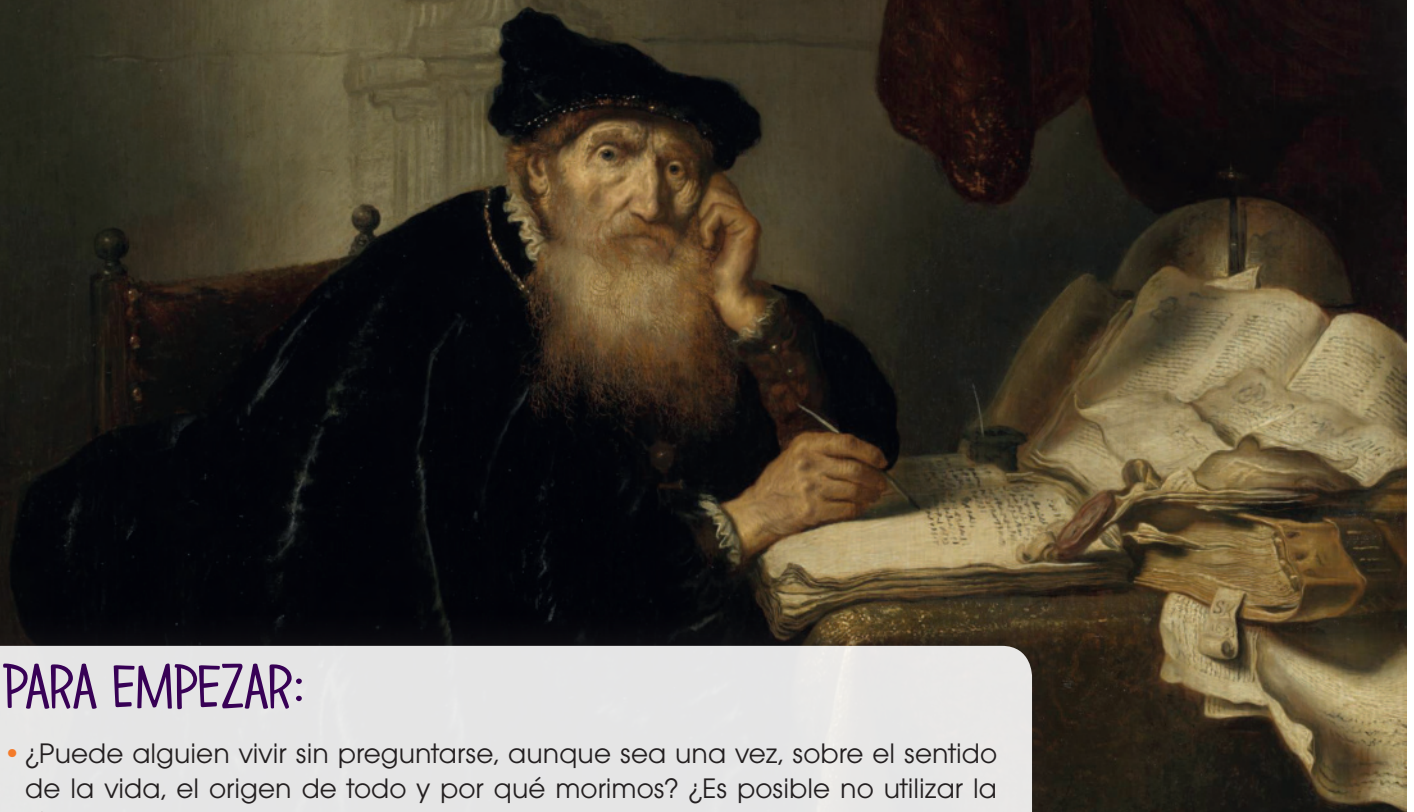 PARA EMPEZAR:
• ¿Puede alguien vivir sin preguntarse, aunque sea una vez, sobre el sentido
de la vida, el origen de todo y por qué morimos? ¿Es posible no utilizar la